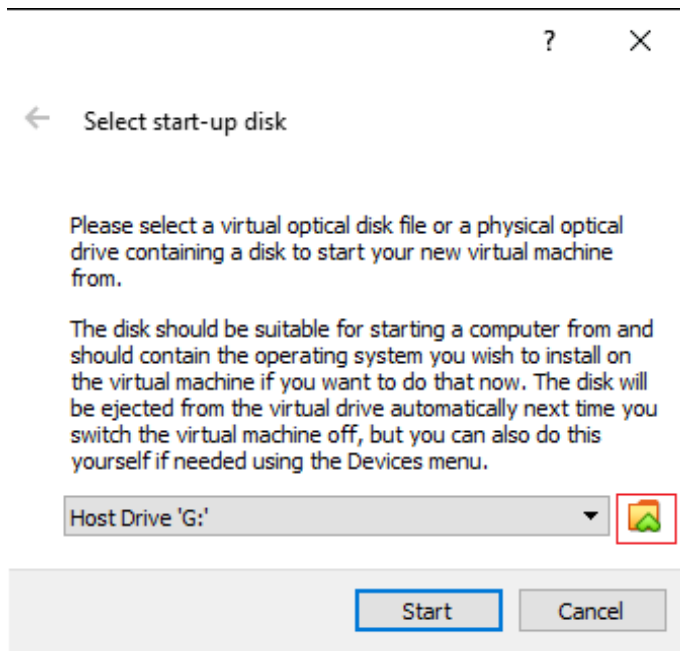 ?
Select start-up disk
Please select a virtual optical disk file or a physical optical
drive containing a disk to start your new virtual machine
from.
The disk should be suitable for starting a computer from and
should contain the operating system you wish to install on
the virtual machine if you want to do that now. The disk will
be ejected from the virtual drive automatically next time you
switch the virtual machine off, but you can also do this
yourself if needed using the Devices menu.
Host Drive 'G:'
Start Cancel